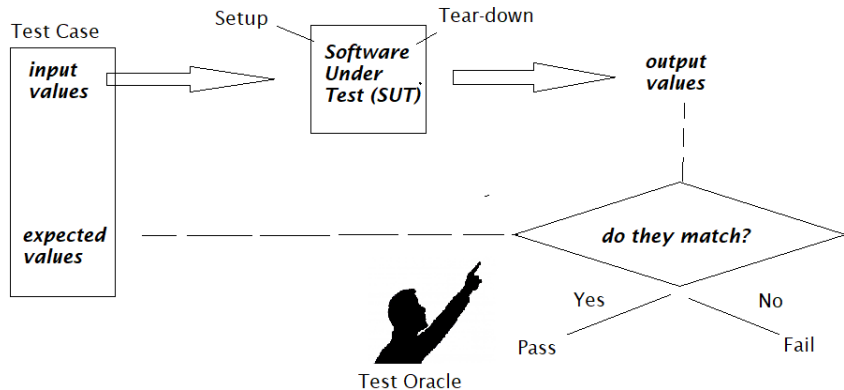 Setup
Tear-down
Test Case
input
values
Software
Under
Test (SUT)
output
values
expected
values
do they match?
Yes
No
Pass
Fail
Test Oracle